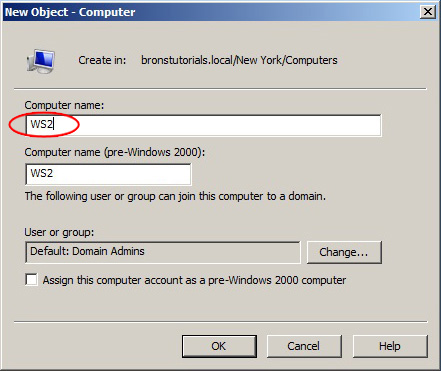 New Object - Computer
Create in: bronstutorials.local/New York/Computers
Computer name:
WS2
Computer name (pre-Windows 2000):
WS2
The following user or group can join this computer to a domain.
User or group:
Default: Domain Admins
Change...
Assign this computer account as a pre-Windows 2000 computer
OK
Cancel
Help